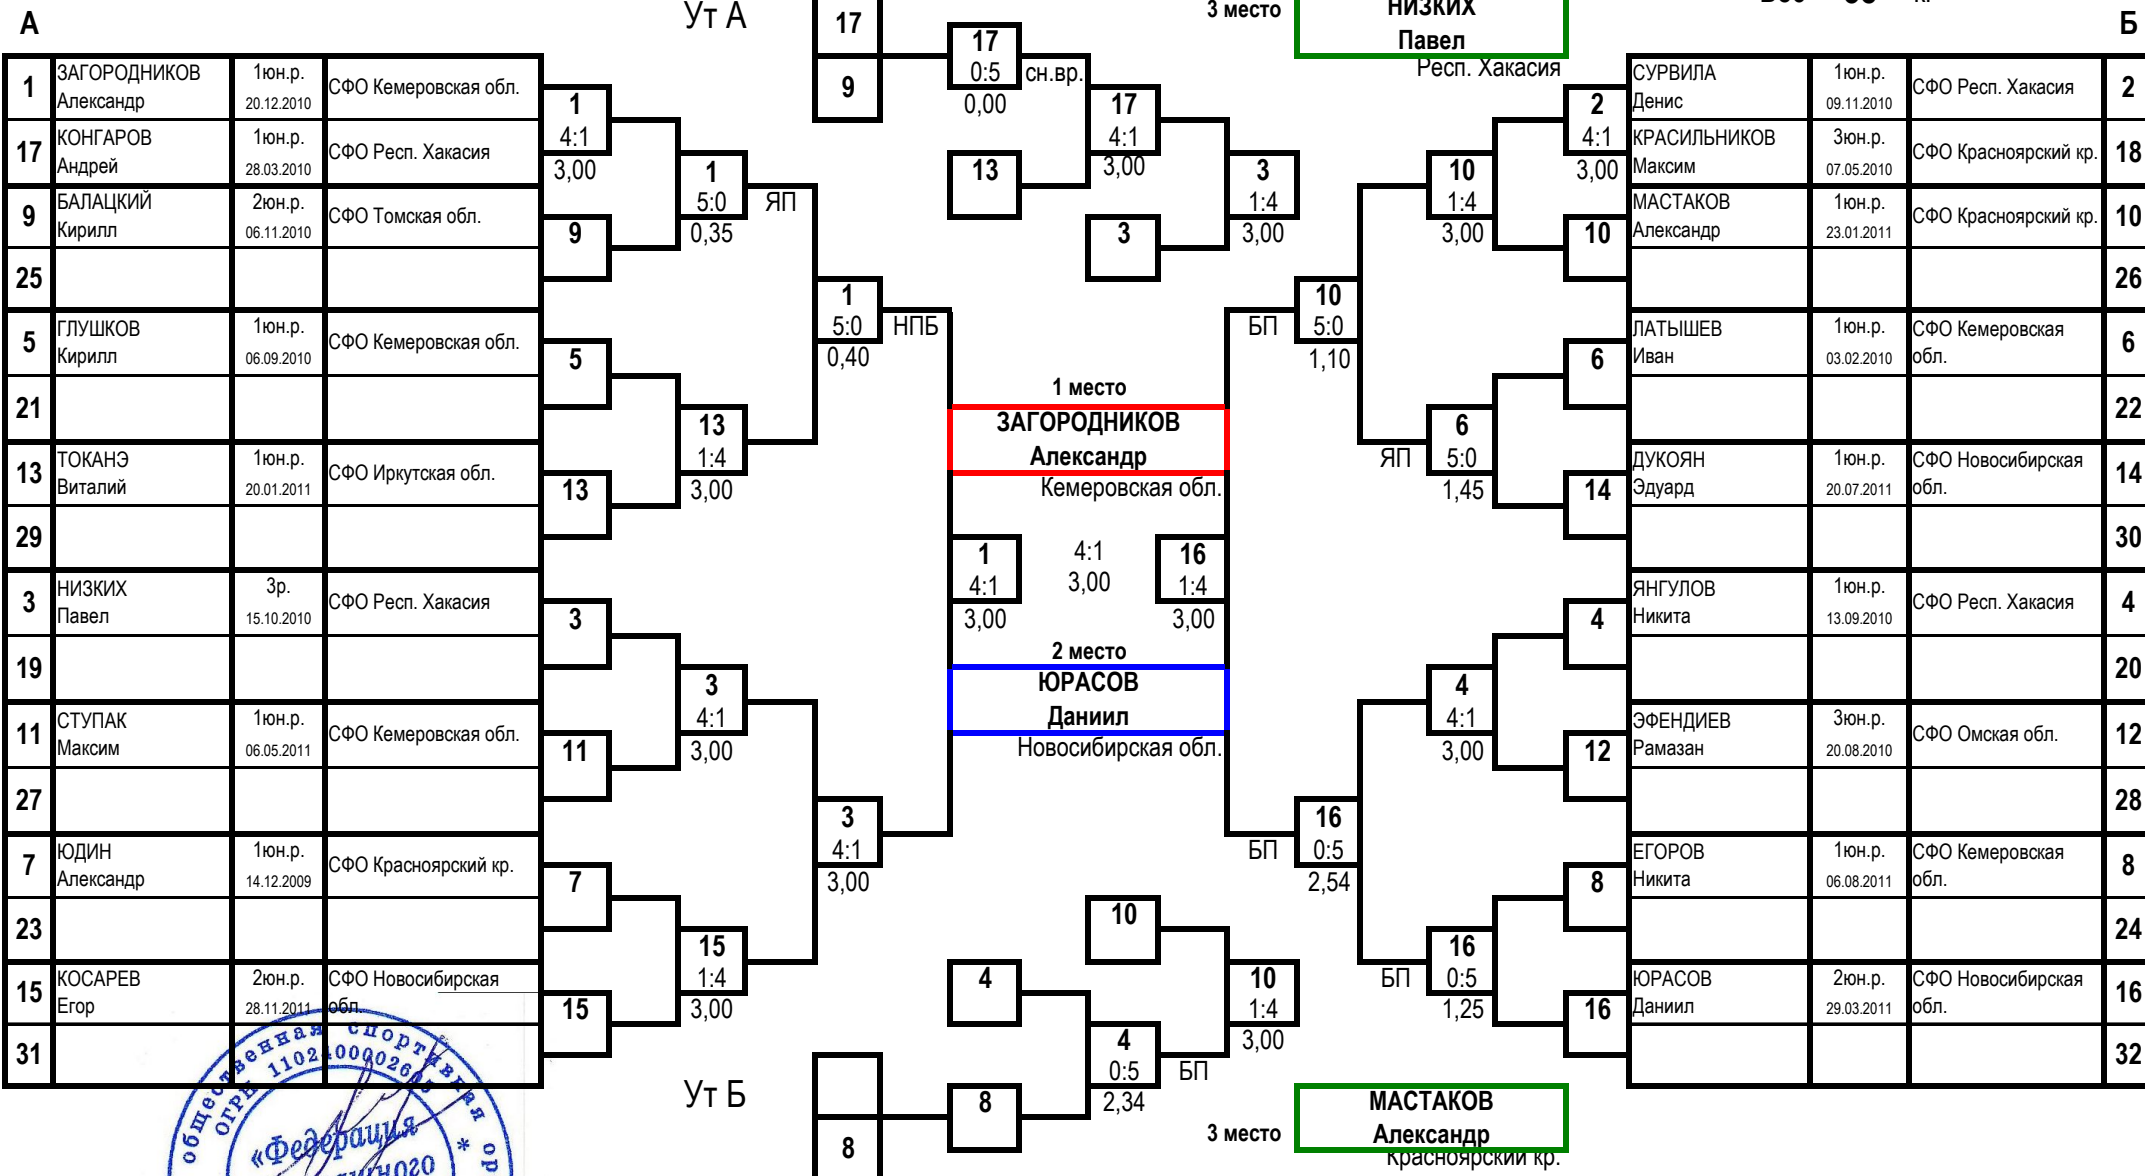 А
Ут А
17
9
17
0:5
сн.вр.
0,00
13
17
4:1
3,00
3
3
1:4
3,00
3 место
НИЗКИХ
Павел
Респ. Хакасия
Б
1 ЗАГОРОДНИКОВ Александр 1юн.р. 20.12.2010 СФО Кемеровская обл.
17 КОНГАРОВ Андрей 1юн.р. 28.03.2010 СФО Респ. Хакасия
9 БАЛАЦКИЙ Кирилл 2юн.р. 06.11.2010 СФО Томская обл.
25
5 ГЛУШКОВ Кирилл 1юн.р. 06.09.2010 СФО Кемеровская обл.
21
13 ТОКАНЭ Виталий 1юн.р. 20.01.2011 СФО Иркутская обл.
29
3 НИЗКИХ Павел 3р. 15.10.2010 СФО Респ. Хакасия
19
11 СТУПАК Максим 1юн.р. 06.05.2011 СФО Кемеровская обл.
27
7 ЮДИН Александр 1юн.р. 14.12.2009 СФО Красноярский кр.
23
15 КОСАРЕВ Егор 2юн.р. 28.11.2011 СФО Новосибирская обл.
31
1
4:1
3,00
9
5
13
3
11
7
15
1
5:0
ЯП
0,35
13
1:4
3,00
3
4:1
3,00
15
1:4
3,00
1
5:0
НПБ
0,40
3
4:1
3,00
1 место
ЗАГОРОДНИКОВ
Александр
Кемеровская обл.
1
4:1
3,00
4:1
3,00
16
1:4
3,00
2 место
ЮРАСОВ
Даниил
Новосибирская обл.
БП
10
5:0
1,10
БП
16
0:5
2,54
10
1:4
3,00
ЯП
6
5:0
1,45
4
4:1
3,00
БП
16
0:5
1,25
2
4:1
3,00
10
6
14
4
12
8
16
СУРВИЛА Денис 1юн.р. 09.11.2010 СФО Респ. Хакасия 2
КРАСИЛЬНИКОВ Максим 3юн.р. 07.05.2010 СФО Красноярский кр. 18
МАСТАКОВ Александр 1юн.р. 23.01.2011 СФО Красноярский кр. 10
26
ЛАТЫШЕВ Иван 1юн.р. 03.02.2010 СФО Кемеровская обл. 6
22
ДУКОЯН Эдуард 1юн.р. 20.07.2011 СФО Новосибирская обл. 14
30
ЯНГУЛОВ Никита 1юн.р. 13.09.2010 СФО Респ. Хакасия 4
20
ЭФЕНДИЕВ Рамазан 3юн.р. 20.08.2010 СФО Омская обл. 12
28
ЕГОРОВ Никита 1юн.р. 06.08.2011 СФО Кемеровская обл. 8
24
ЮРАСОВ Даниил 2юн.р. 29.03.2011 СФО Новосибирская обл. 16
32
Ут Б
8
8
4
4
0:5
БП
2,34
10
10
1:4
3,00
3 место
МАСТАКОВ
Александр
Красноярский кр.
общественная спортивная
ОГРН 1102400002605
«Федерация